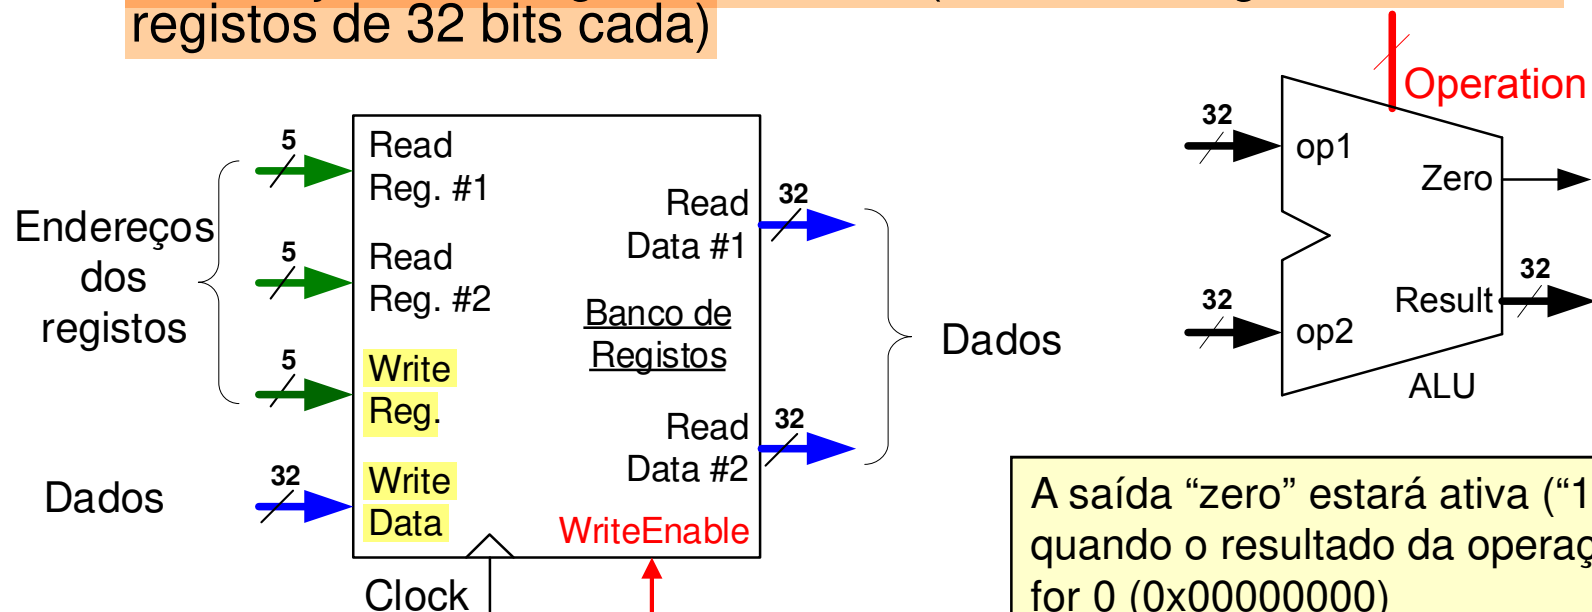 registos de 32 bits cada)
Operation
5
Read
Reg. #1
5
Read
Reg. #2
5
Write
Reg.
32
Write
Data
Endereços
dos
registos
Dados
Read
Data #1
32
Banco de
Registos
Read
Data #2
32
WriteEnable
Clock
Dados
32
op1
32
op2
Zero
Result
32
ALU
A saída “zero” estará ativa (“1
quando o resultado da operaç
for 0 (0x00000000)